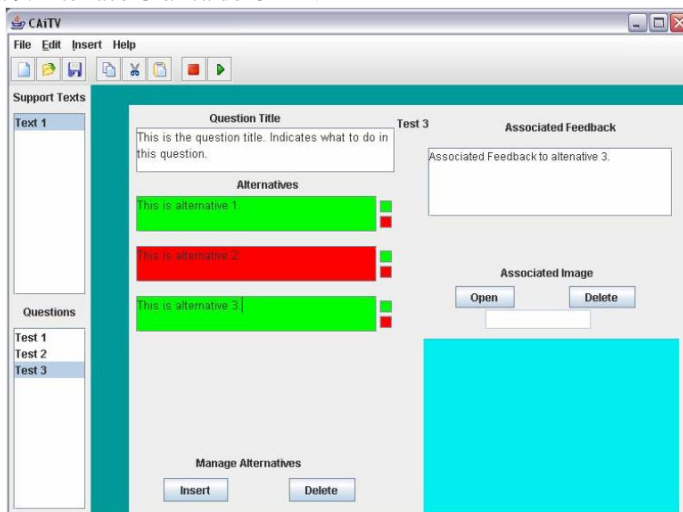 CAiTV
File Edit Insert Help
Support Texts
Text 1
Questions
Test 1
Test 2
Test 3
Question Title
This is the question title. Indicates what to do in
this question.
Alternatives
This is alternative 1.
This is alternative 2.
This is alternative 3.
Manage Alternatives
Insert Delete
Test 3
Associated Feedback
Associated Feedback to altenative 3.
Associated Image
Open Delete